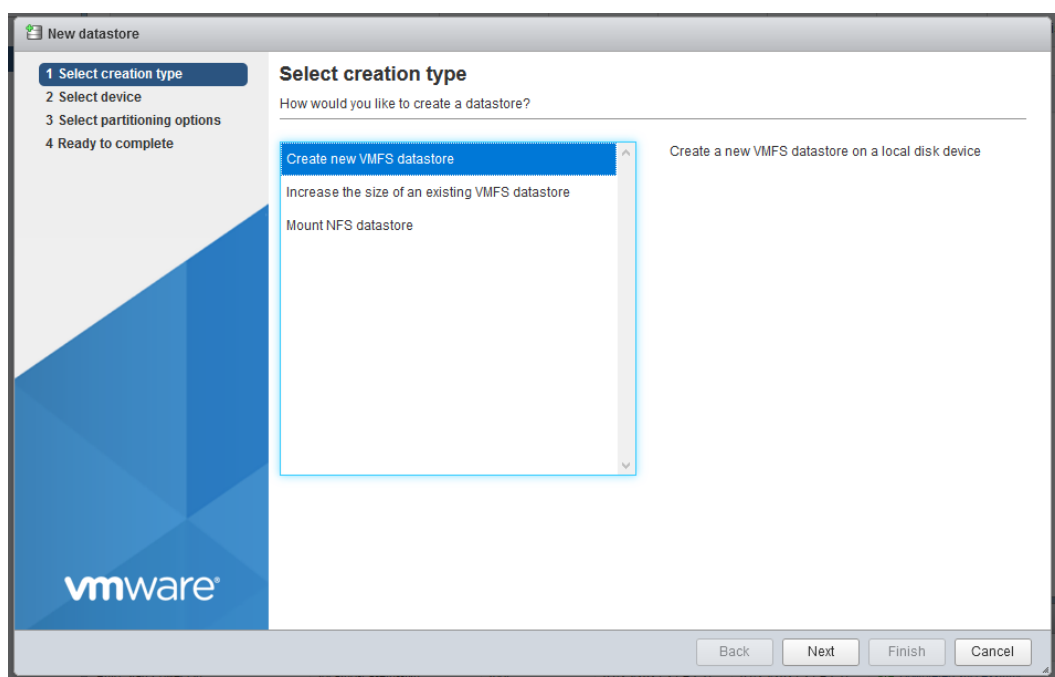 New datastore
1 Select creation type
2 Select device
3 Select partitioning options
4 Ready to complete
Select creation type
How would you like to create a datastore?
Create new VMFS datastore
Increase the size of an existing VMFS datastore
Mount NFS datastore
Create a new VMFS datastore on a local disk device
vmware®
Back
Next
Finish
Cancel